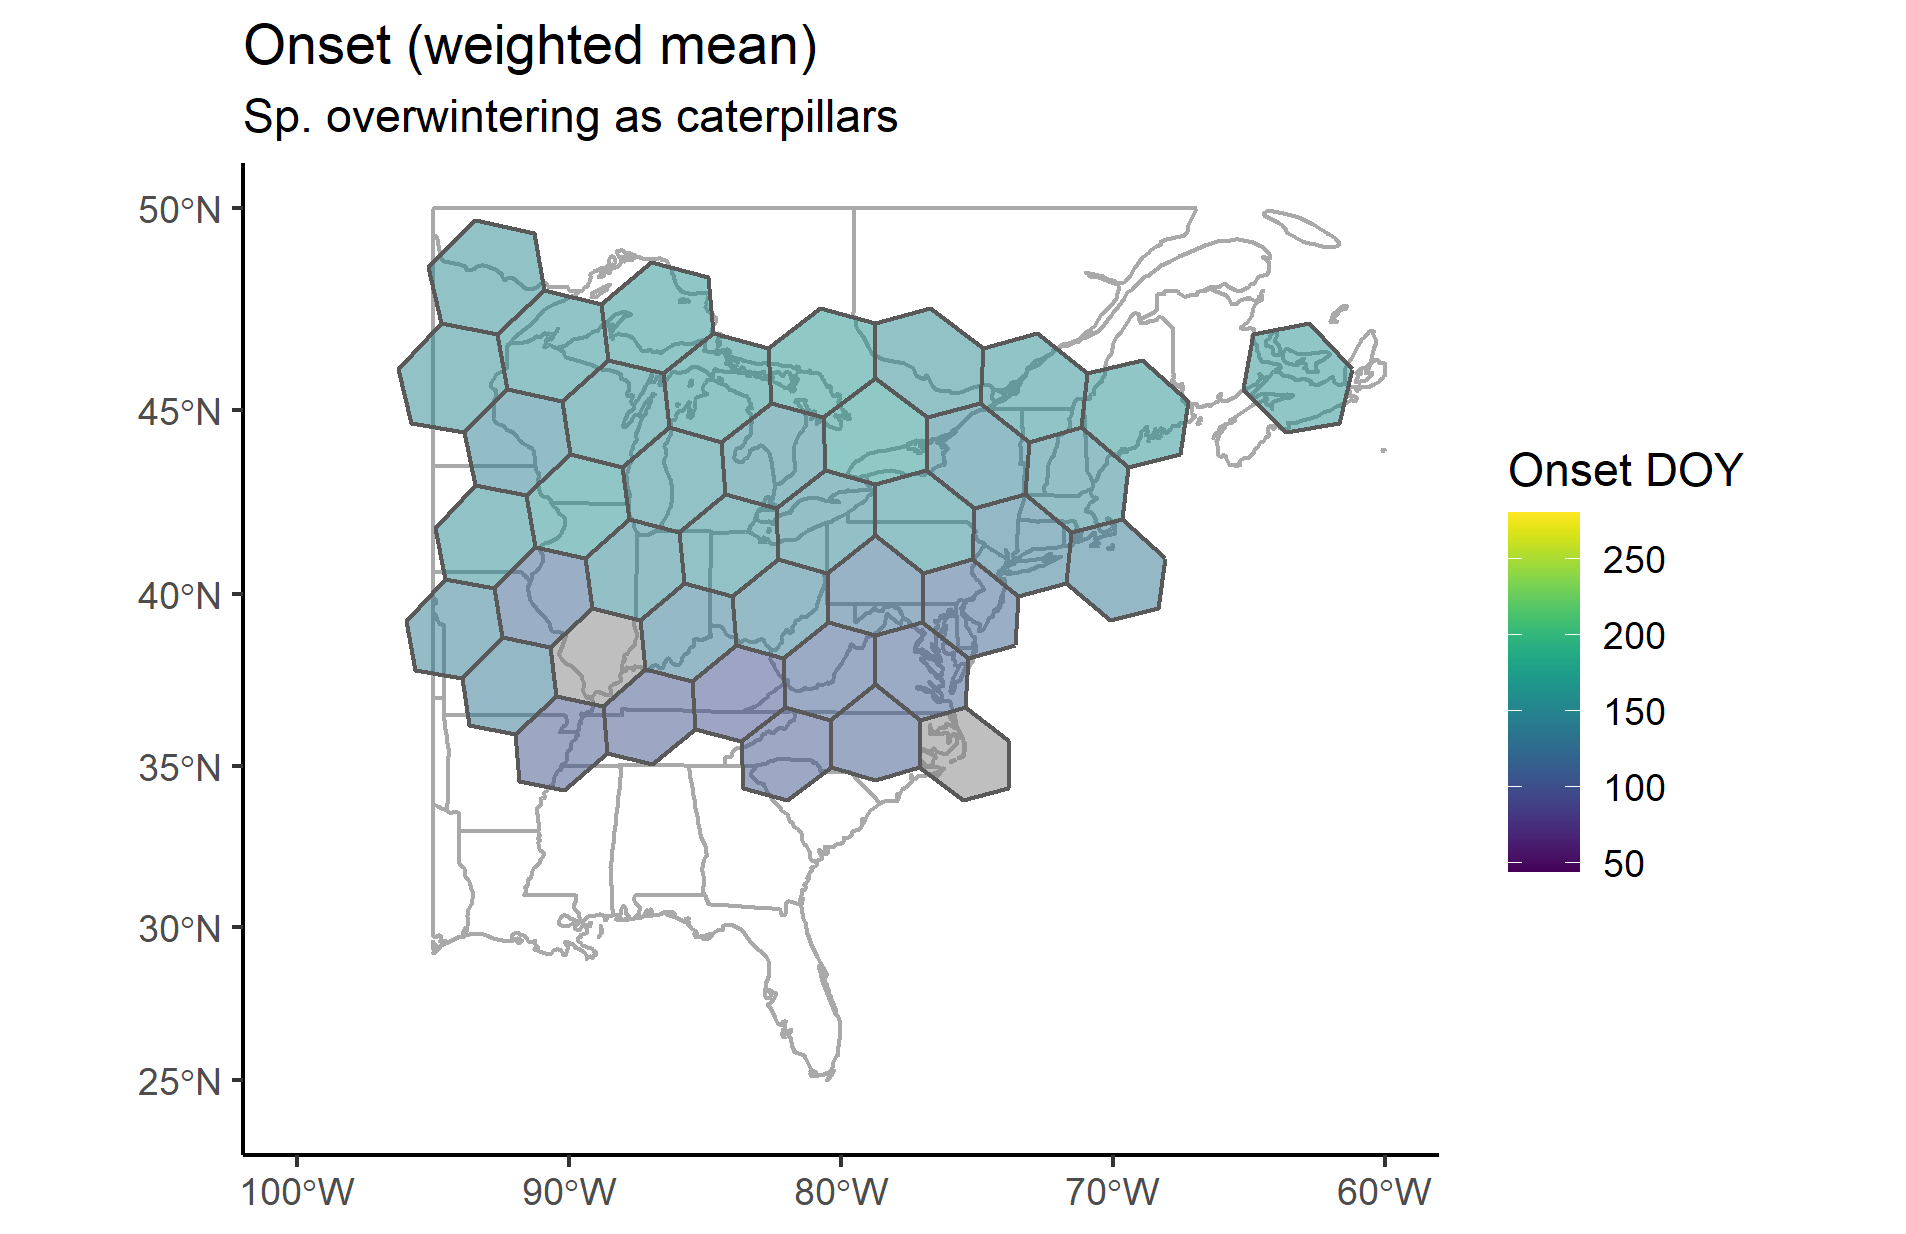 Onset (weighted mean)
Sp. overwintering as caterpillars
50°N
45°N
40°N
35°N
30°N
25°N
100°W
90°W
80°W
70°W
60°W
Onset DOY
250
200
150
100
50